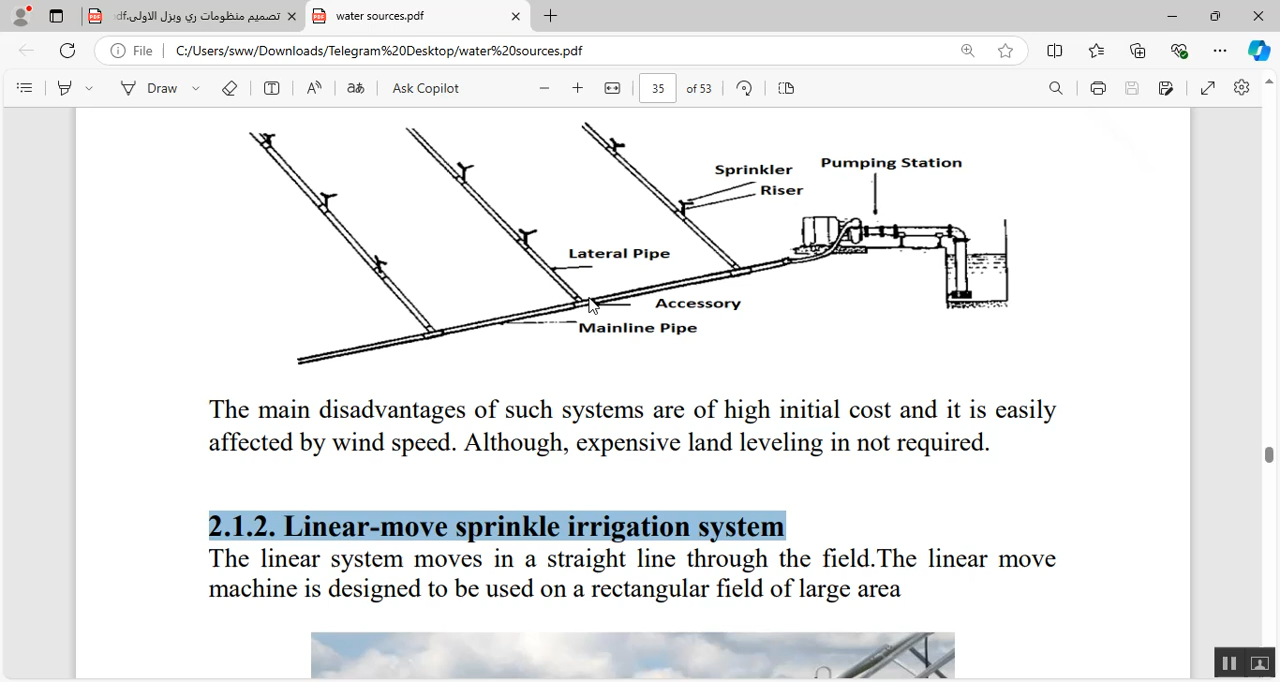 تصميم منظومات ري وبزل الاولى.df
water sources.pdf
File
C:/Users/sww/Downloads/Telegram%20Desktop/water%20sources.pdf
Draw
aあ
Ask Copilot
35
of 53
Sprinkler
Pumping Station
Riser
Lateral Pipe
Accessory
Mainline Pipe
The main disadvantages of such systems are of high initial cost and it is easily
affected by wind speed. Although, expensive land leveling in not required.
2.1.2. Linear-move sprinkle irrigation system
The linear system moves in a straight line through the field.The linear move
machine is designed to be used on a rectangular field of large area